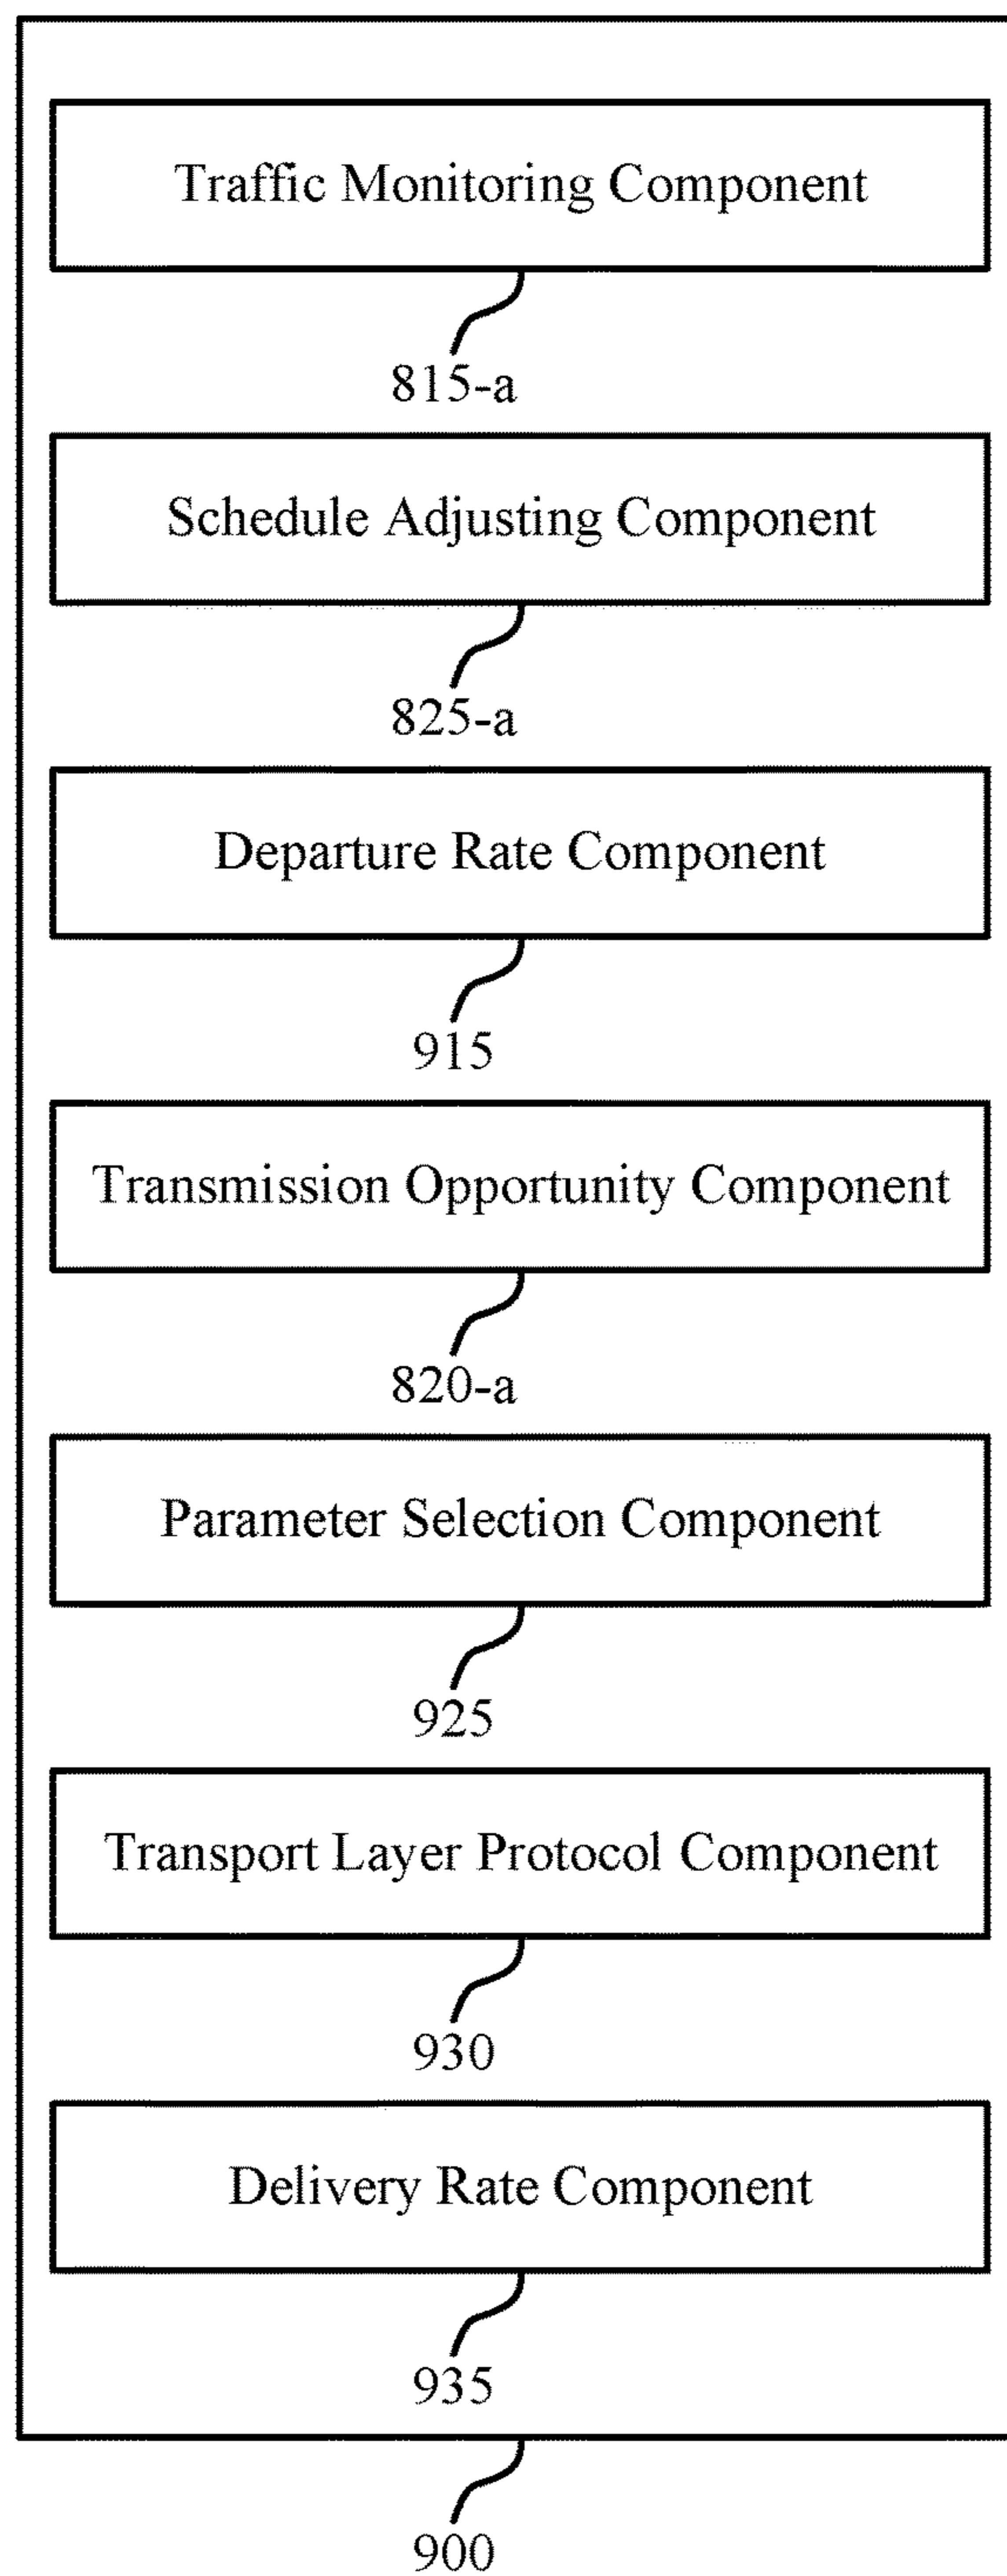 Traffic Monitoring Component
815-a
Schedule Adjusting Component
825-a
Departure Rate Component
915
Transmission Opportunity Component
820-a
Parameter Selection Component
925
Transport Layer Protocol Component
930
Delivery Rate Component
935
900